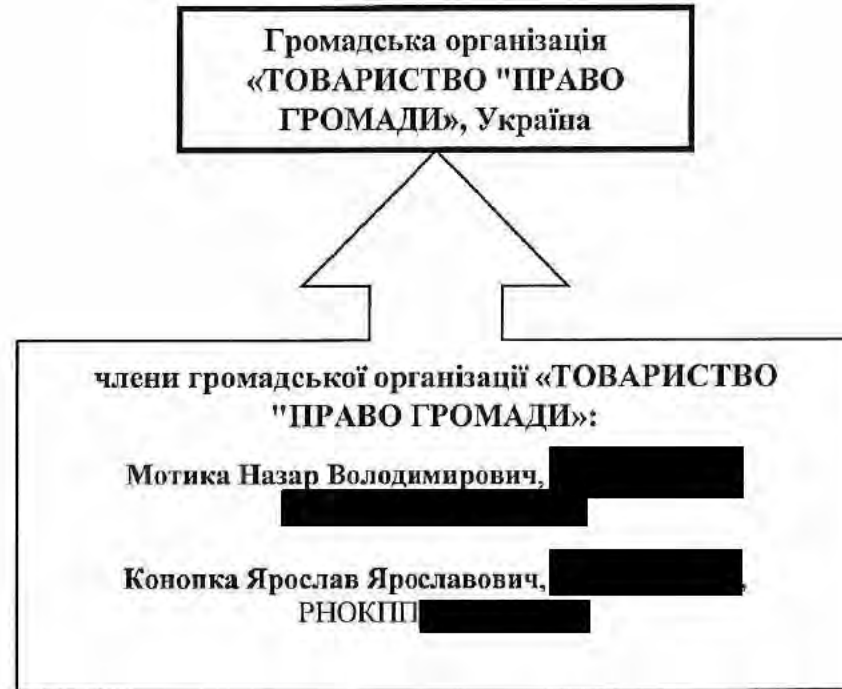 Громадська організація
«ТОВАРИСТВО "ПРАВО
ГРОМАДИ», Україна
члени громадської організації «ТОВАРИСТВО
"ПРАВО ГРОМАДИ»:
Мотика Назар Володимирович,
Конопка Ярослав Ярославович, ,
РНОКПП